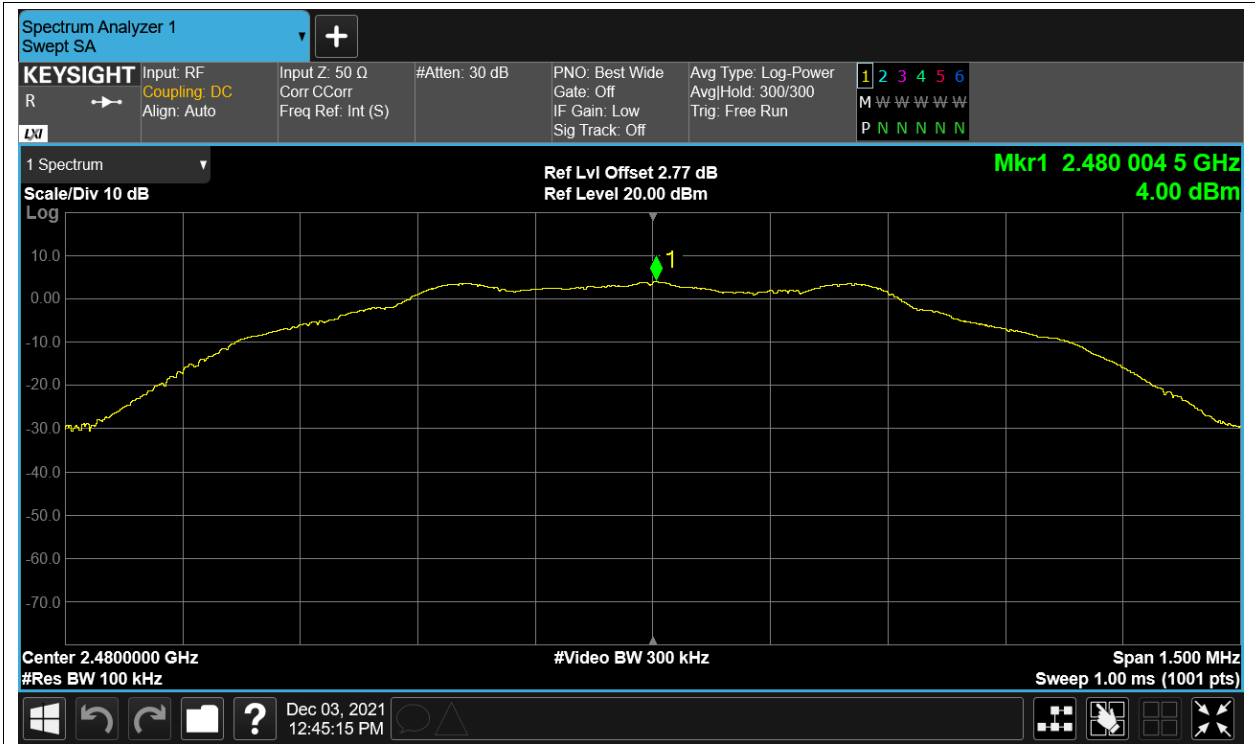 Spectrum Analyzer 1
Swept SA
KEYSIGHT
R
LXI
Input: RF
Coupling: DC
Align: Auto
Input Z: 50 Ω
Corr CCorr
Freq Ref: Int (S)
#Atten: 30 dB
PNO: Best Wide
Gate: Off
IF Gain: Low
Sig Track: Off
Avg Type: Log-Power
Avg|Hold: 300/300
Trig: Free Run
1 2 3 4 5 6
M W W W W W
P N N N N N
1 Spectrum
Scale/Div 10 dB
Log
Ref Lvl Offset 2.77 dB
Ref Level 20.00 dBm
Mkr1 2.480 004 5 GHz
4.00 dBm
1
10.0
0.00
-10.0
-20.0
-30.0
-40.0
-50.0
-60.0
-70.0
Center 2.4800000 GHz
#Res BW 100 kHz
#Video BW 300 kHz
Span 1.500 MHz
Sweep 1.00 ms (1001 pts)
?
Dec 03, 2021
12:45:15 PM